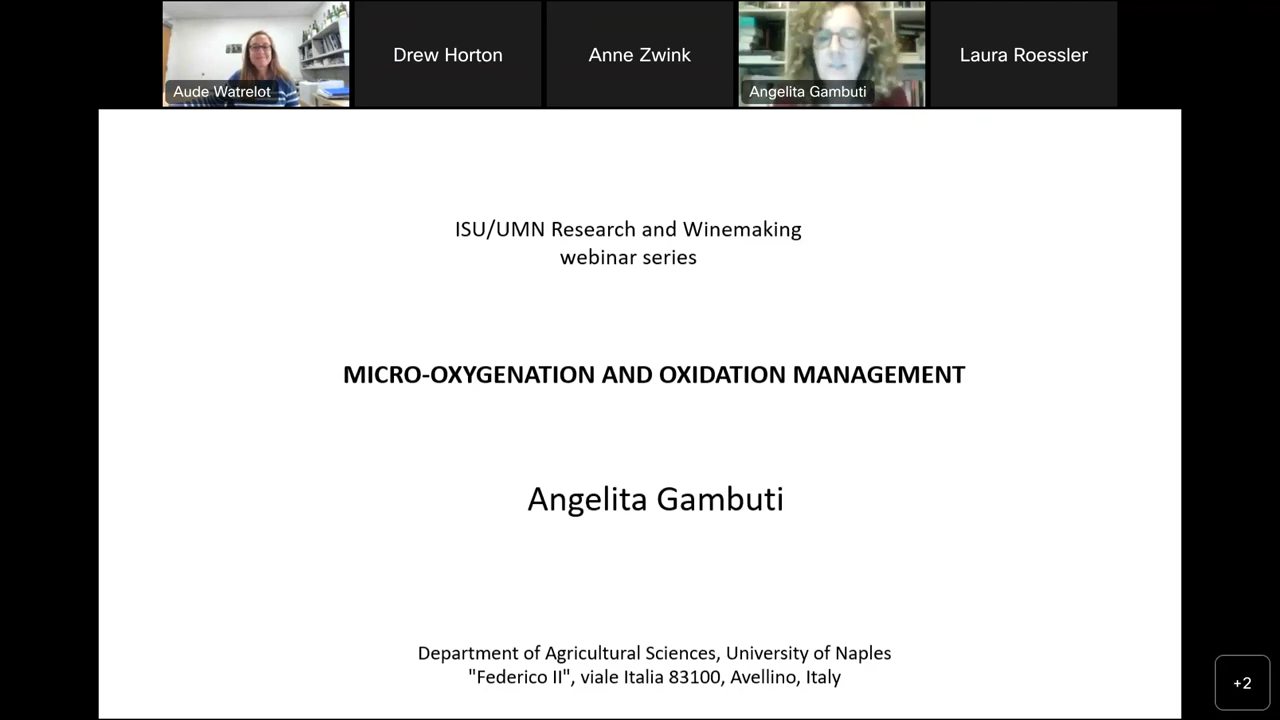 Aude Watrelot
Drew Horton
Anne Zwink
Angelita Gambuti
Laura Roessler
ISU/UMN Research and Winemaking
webinar series
MICRO-OXYGENATION AND OXIDATION MANAGEMENT
Angelita Gambuti
Department of Agricultural Sciences, University of Naples
"Federico II", viale Italia 83100, Avellino, Italy
+2